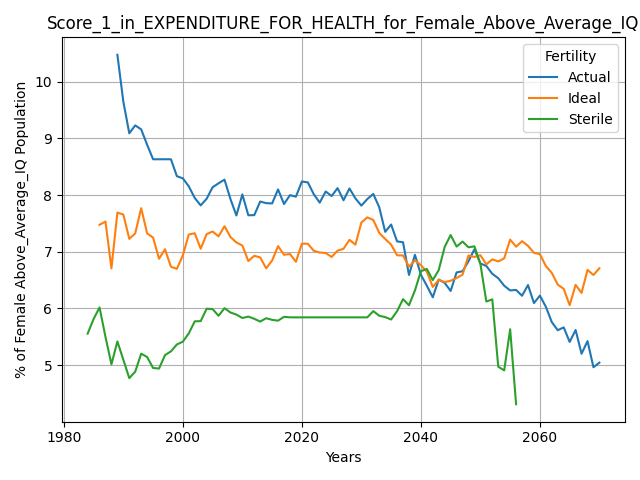 Score_1_in_EXPENDITURE_FOR_HEALTH_for_Female_Above_Average_IQ
% of Female Above_Average_IQ Population
10
9
8
7
6
5
Fertility
Actual
Ideal
Sterile
1980
2000
2020
2040
2060
Years